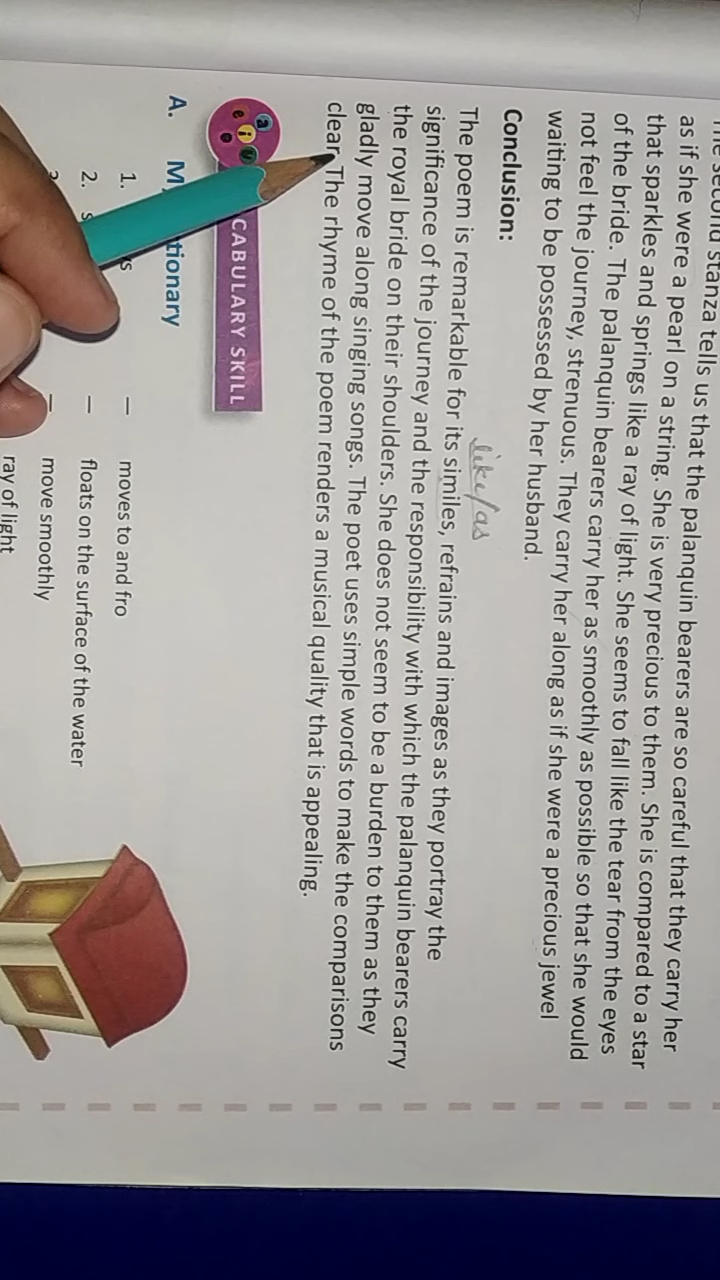 The second stanza tells us that the palanquin bearers are so careful that they carry her
as if she were a pearl on a string. She is very precious to them. She is compared to a star
that sparkles and springs like a ray of light. She seems to fall like the tear from the eyes
of the bride. The palanquin bearers carry her as smoothly as possible so that she would
not feel the journey, strenuous. They carry her along as if she were a precious jewel
waiting to be possessed by her husband.
Conclusion:
like/as
The poem is remarkable for its similes, refrains and images as they portray the
significance of the journey and the responsibility with which the palanquin bearers carry
the royal bride on their shoulders. She does not seem to be a burden to them as they
gladly move along singing songs. The poet uses simple words to make the comparisons
clear. The rhyme of the poem renders a musical quality that is appealing.
CABULARY SKILL
A. M tionary
1. – moves to and fro
2. – floats on the surface of the water
– move smoothly
ray of light